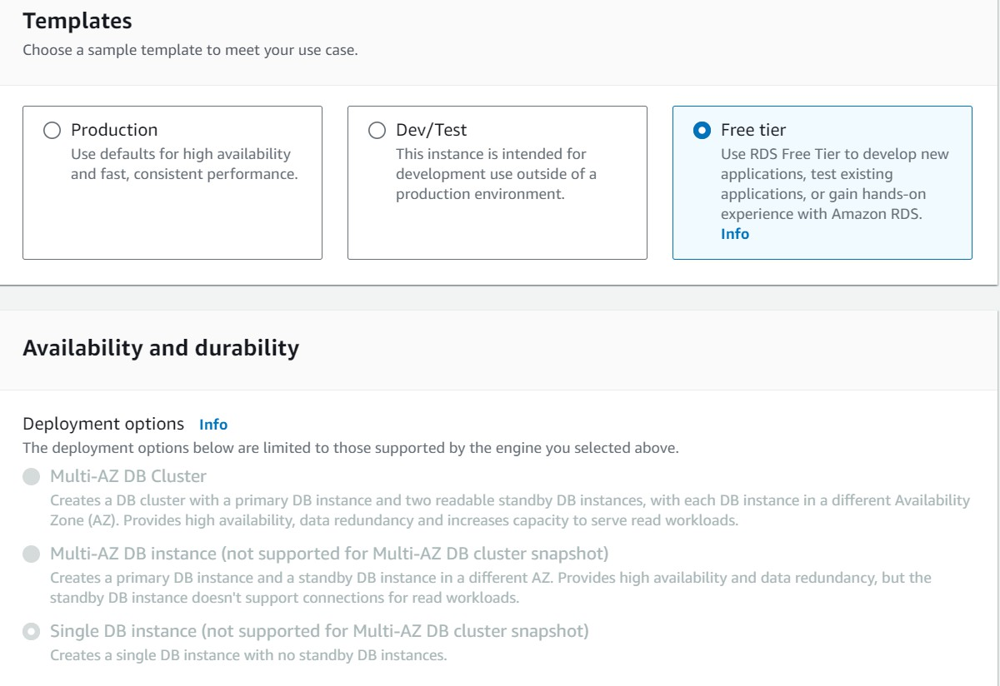 Templates
Choose a sample template to meet your use case.
Production
Use defaults for high availability
and fast, consistent performance.
Dev/Test
This instance is intended for
development use outside of a
production environment.
Free tier
Use RDS Free Tier to develop new
applications, test existing
applications, or gain hands-on
experience with Amazon RDS.
Info
Availability and durability
Deployment options Info
The deployment options below are limited to those supported by the engine you selected above.
Multi-AZ DB Cluster
Creates a DB cluster with a primary DB instance and two readable standby DB instances, with each DB instance in a different Availability
Zone (AZ). Provides high availability, data redundancy and increases capacity to serve read workloads.
Multi-AZ DB instance (not supported for Multi-AZ DB cluster snapshot)
Creates a primary DB instance and a standby DB instance in a different AZ. Provides high availability and data redundancy, but the
standby DB instance doesn't support connections for read workloads.
Single DB instance (not supported for Multi-AZ DB cluster snapshot)
Creates a single DB instance with no standby DB instances.